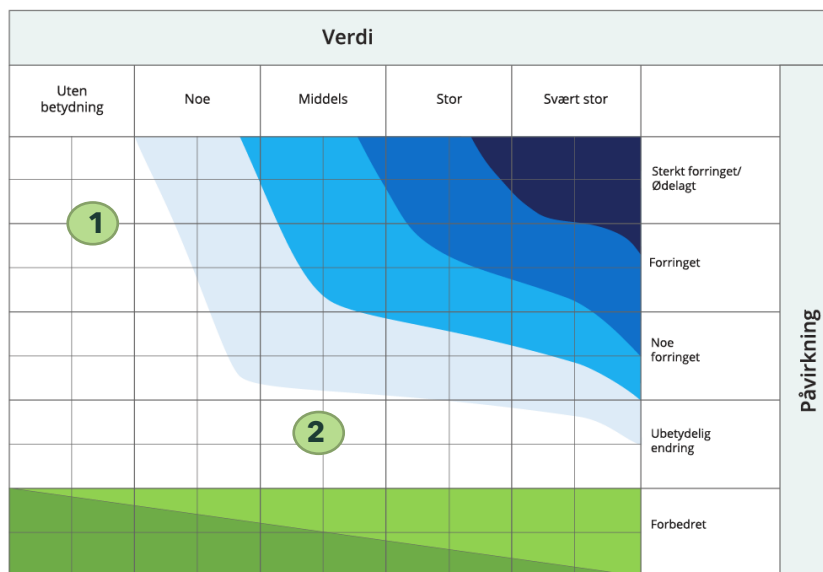 Verdi
Uten
betydning
Noe
Middels
Stor
Svært stor
Sterkt forringet/
Ødelagt
1
Forringet
Noe
forringet
Påvirkning
2
Ubetydelig
endring
Forbedret